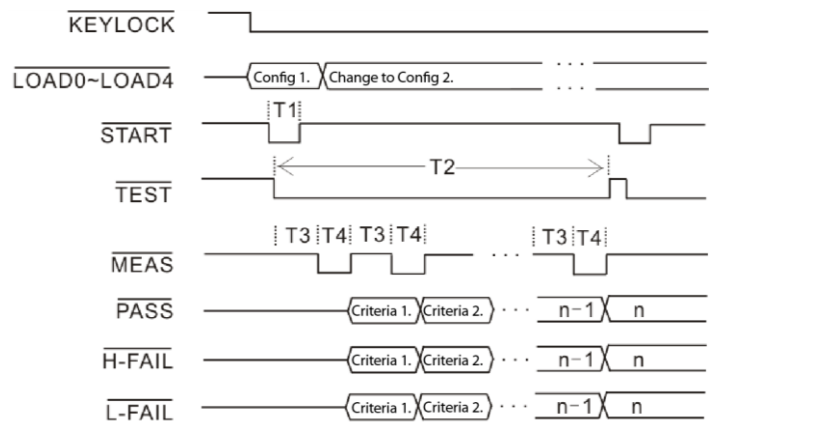 KEYLOCK
LOAD0~LOAD4 Config 1. Change to Config 2. · · · · · ·
T1
START
T2
TEST
T3 T4 T3 T4 T3 T4
MEAS · · ·
PASS Criteria 1. Criteria 2. · · · n-1 n
H-FAIL Criteria 1. Criteria 2. · · · n-1 n
L-FAIL Criteria 1. Criteria 2. · · · n-1 n